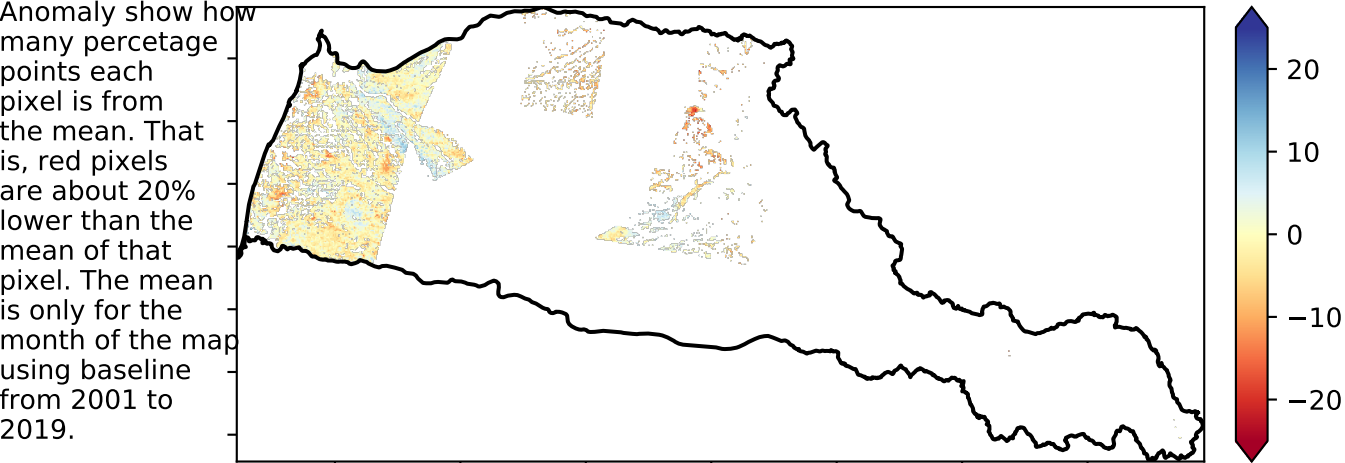 Anomaly show how
many percetage
points each
pixel is from
the mean. That
is, red pixels
are about 20%
lower than the
mean of that
pixel. The mean
is only for the
month of the map
using baseline
from 2001 to
2019.
20
10
0
−10
−20